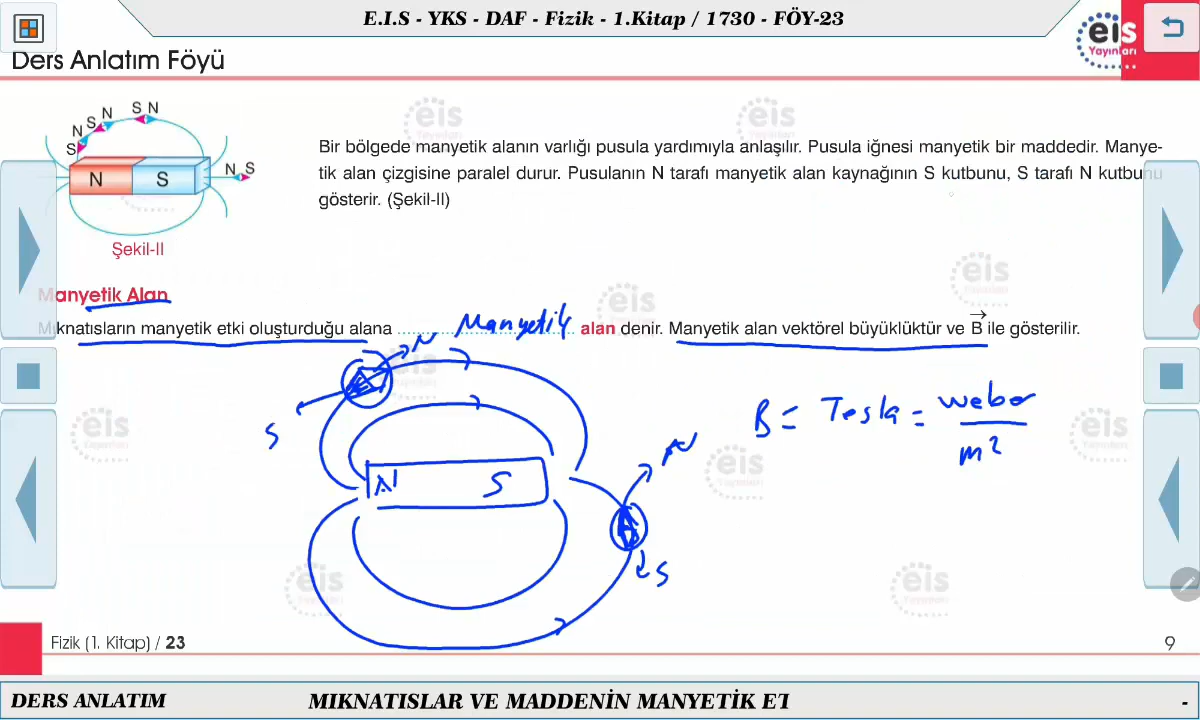 E.I.S - YKS - DAF - Fizik - 1.Kitap / 1730 - FÖY-23
eis
Yayınları
Ders Anlatım Föyü
S N
N
S
N
S
N S
N S
Şekil-II
Bir bölgede manyetik alanın varlığı pusula yardımıyla anlaşılır. Pusula iğnesi manyetik bir maddedir. Manye-
tik alan çizgisine paralel durur. Pusulanın N tarafı manyetik alan kaynağının S kutbunu, S tarafı N kutbunu
gösterir. (Şekil-II)
Manyetik Alan
Mıknatısların manyetik etki oluşturduğu alana Manyetik alan denir. Manyetik alan vektörel büyüklüktür ve B⃗ ile gösterilir.
N
S
N S
N
S
B = Tesla = weber / m²
Fizik (1. Kitap) / 23
9
DERS ANLATIM MIKNATISLAR VE MADDENİN MANYETİK ET -